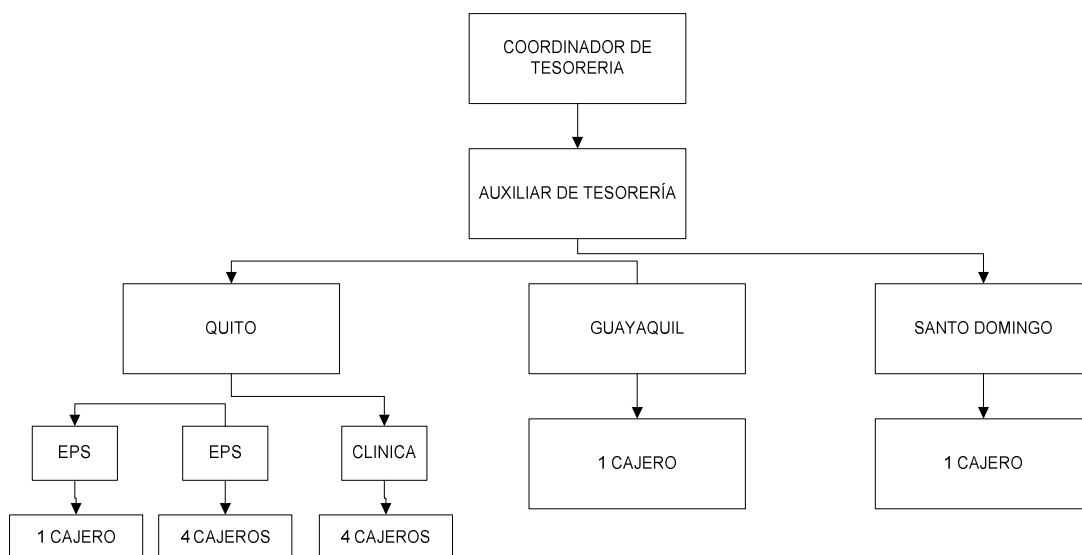 COORDINADOR DE
TESORERIA
AUXILIAR DE TESORERÍA
QUITO
GUAYAQUIL
SANTO DOMINGO
EPS
EPS
CLINICA
1 CAJERO
1 CAJERO
1 CAJERO
4 CAJEROS
4 CAJEROS